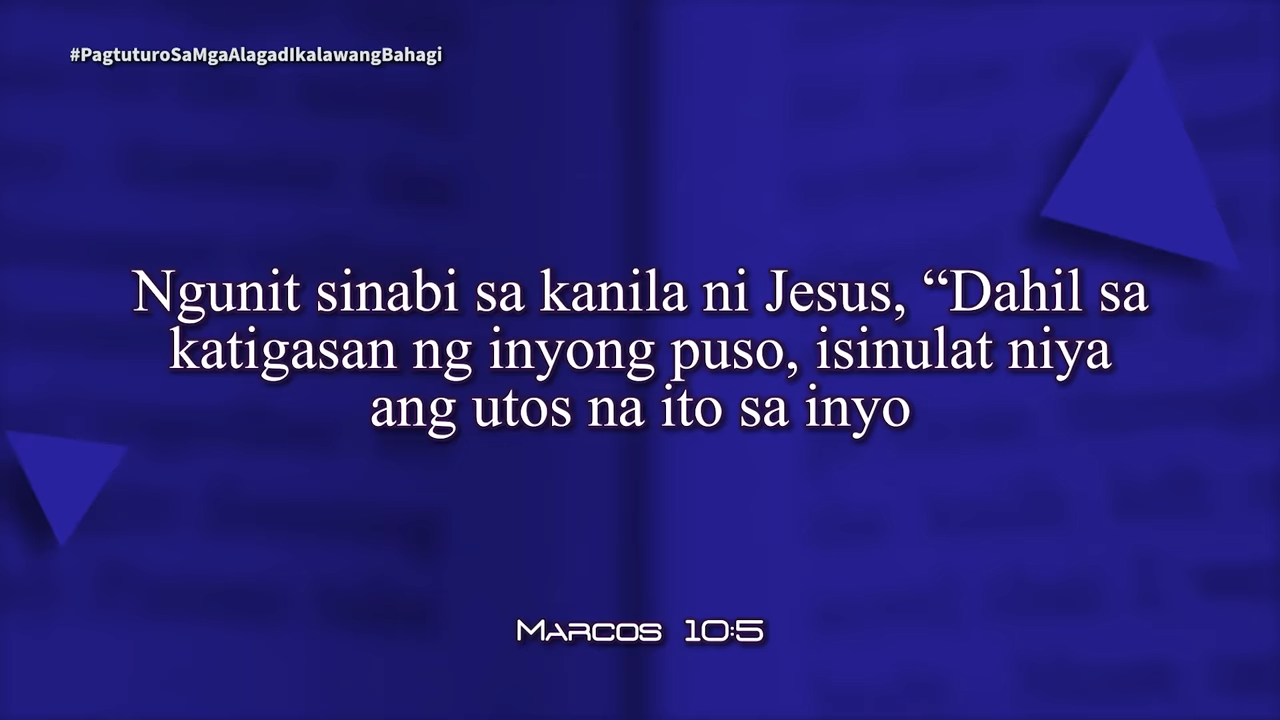 #PagtuturoSaMgaAlagadIkalawangBahagi
Ngunit sinabi sa kanila ni Jesus, “Dahil sa
katigasan ng inyong puso, isinulat niya
ang utos na ito sa inyo
Marcos 10:5